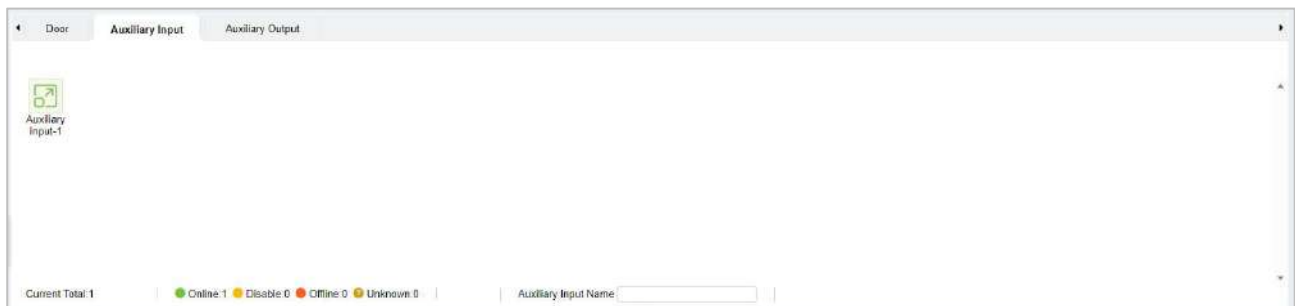 Door Auxiliary Input Auxiliary Output
Auxiliary
Input-1
Current Total:1 Online:1 Disable:0 Offline:0 ? Unknown:0 Auxiliary Input Name